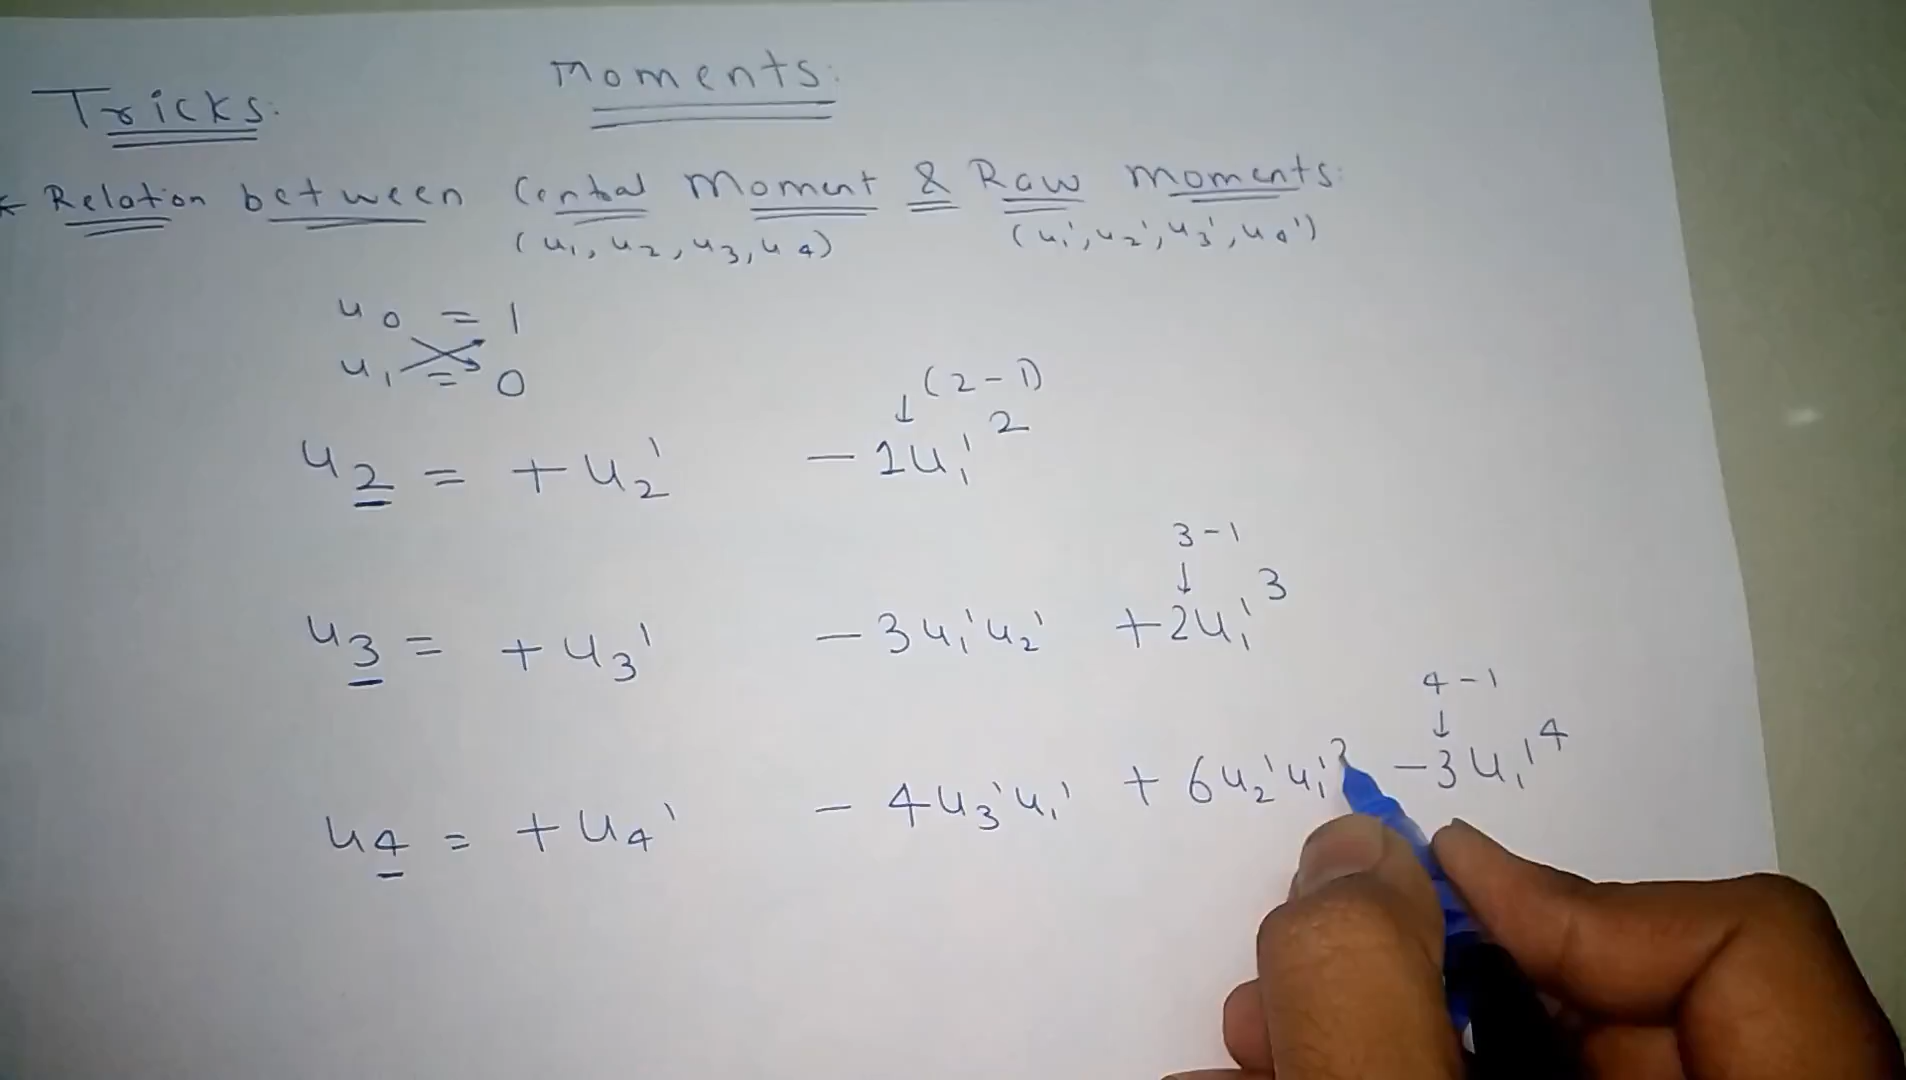 Moments:
Tricks:
* Relation between Central Moment & Raw moments:
(u₁, u₂, u₃, u₄) (u₁', u₂', u₃', u₄')
u₀ = 1
u₁ = 0
↓ (2-1)
u₂ = + u₂' - 1u₁'²
3-1
↓
u₃ = + u₃' - 3u₁'u₂' + 2u₁'³
4-1
↓
u₄ = + u₄' - 4u₃'u₁' + 6u₂'u₁'² - 3u₁'⁴